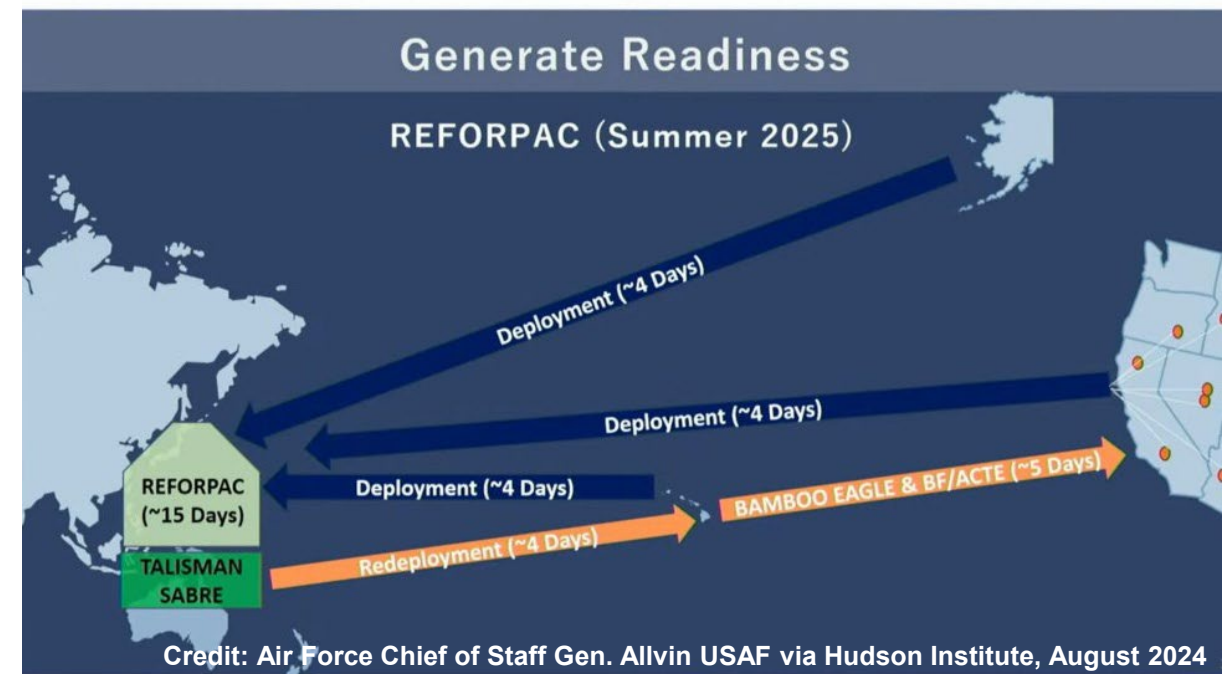 Generate Readiness
REFORPAC (Summer 2025)
Deployment (~4 Days)
Deployment (~4 Days)
Deployment (~4 Days)
REFORPAC
(~15 Days)
BAMBOO EAGLE & BF/ACTE (~5 Days)
Redeployment (~4 Days)
TALISMAN
SABRE
Credit: Air Force Chief of Staff Gen. Allvin USAF via Hudson Institute, August 2024